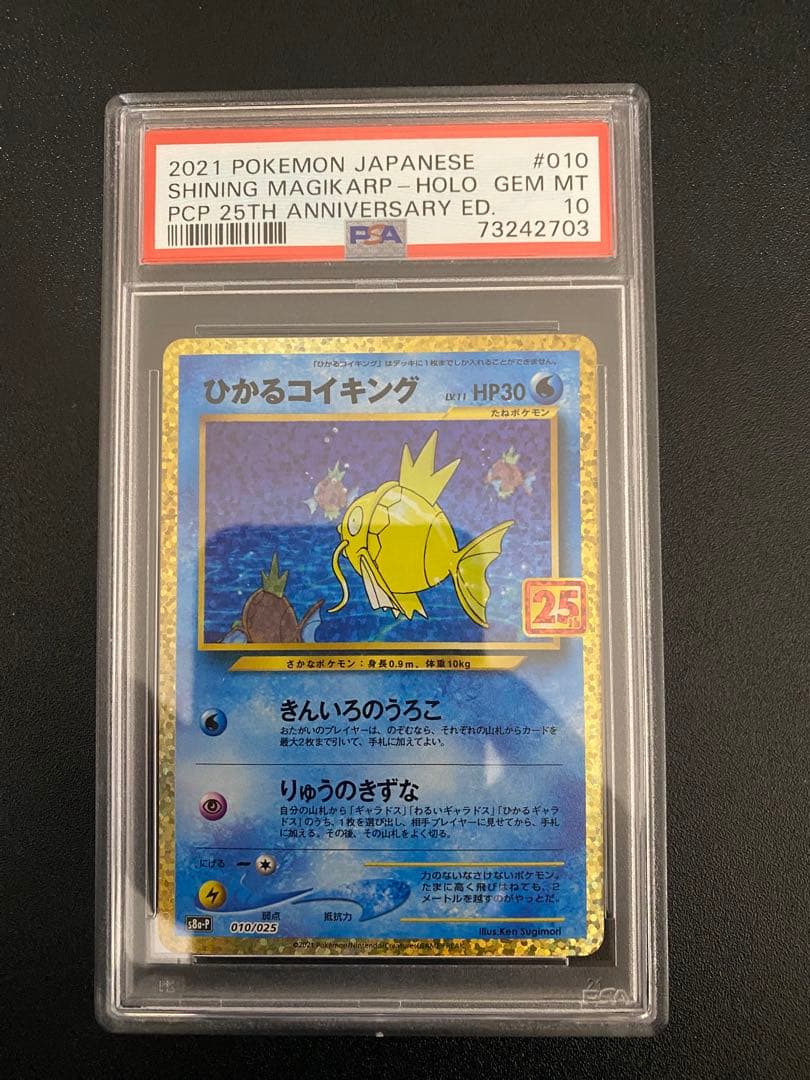 2021 POKEMON JAPANESE #010
SHINING MAGIKARP-HOLO GEM MT
PCP 25TH ANNIVERSARY ED. 10
PSA 73242703
「ひかるコイキング」はデッキに1枚までしか入れることができません。
ひかるコイキング LV.11 HP30
たねポケモン
25th
さかなポケモン:身長0.9m、体重10kg
きんいろのうろこ
おたがいのプレイヤーは、のぞむなら、それぞれの山札からカードを
最大2枚まで引いて、手札に加えてよい。
りゅうのきずな
自分の山札から「ギャラドス」「わるいギャラドス」「ひかるギャラ
ドス」のうち、1枚を選び出し、相手プレイヤーに見せてから、手札
に加える。その後、その山札をよく切る。
にげる
力のないなさけないポケモン。
たまに高く飛びはねても、2
メートルを越すのがやっとだ。
弱点 抵抗力
s8a-P 010/025
Illus.Ken Sugimori
©2021 Pokémon/Nintendo/Creatures/GAME FREAK
PSA